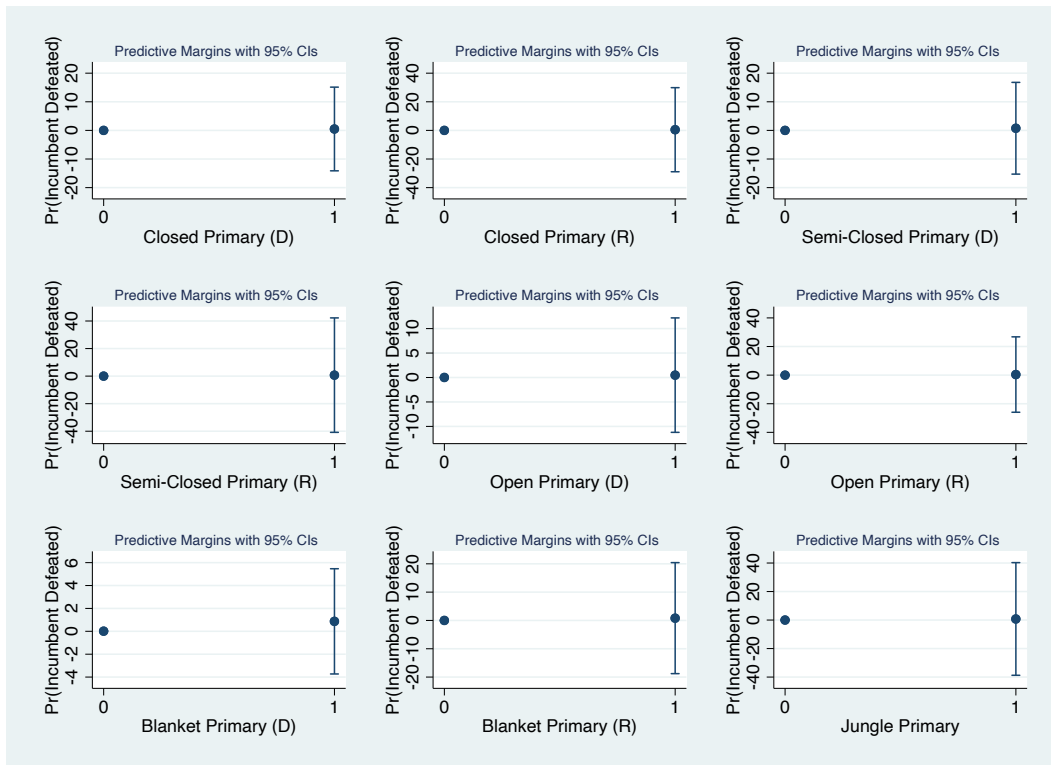 Predictive Margins with 95% CIs
Pr(Incumbent Defeated)
20
10
0
-10
-20
0 1
Closed Primary (D)
Predictive Margins with 95% CIs
Pr(Incumbent Defeated)
40
20
0
-20
-40
0 1
Closed Primary (R)
Predictive Margins with 95% CIs
Pr(Incumbent Defeated)
20
10
0
-10
-20
0 1
Semi-Closed Primary (D)
Predictive Margins with 95% CIs
Pr(Incumbent Defeated)
40
20
0
-20
-40
0 1
Semi-Closed Primary (R)
Predictive Margins with 95% CIs
Pr(Incumbent Defeated)
10
5
0
-5
-10
0 1
Open Primary (D)
Predictive Margins with 95% CIs
Pr(Incumbent Defeated)
40
20
0
-20
-40
0 1
Open Primary (R)
Predictive Margins with 95% CIs
Pr(Incumbent Defeated)
6
4
2
0
-2
-4
0 1
Blanket Primary (D)
Predictive Margins with 95% CIs
Pr(Incumbent Defeated)
20
10
0
-10
-20
0 1
Blanket Primary (R)
Predictive Margins with 95% CIs
Pr(Incumbent Defeated)
40
20
0
-20
-40
0 1
Jungle Primary